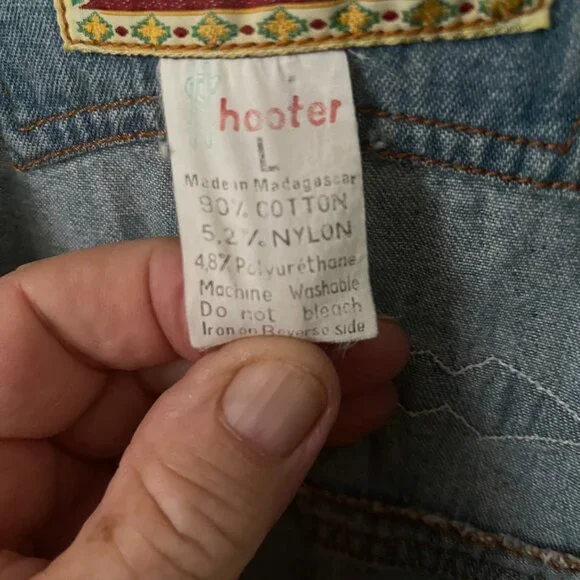 hooter
L
Made in Madagascar
90% COTTON
5.2% NYLON
4,8% Polyuréthane
Machine Washable
Do not bleach
Iron on Reverse side